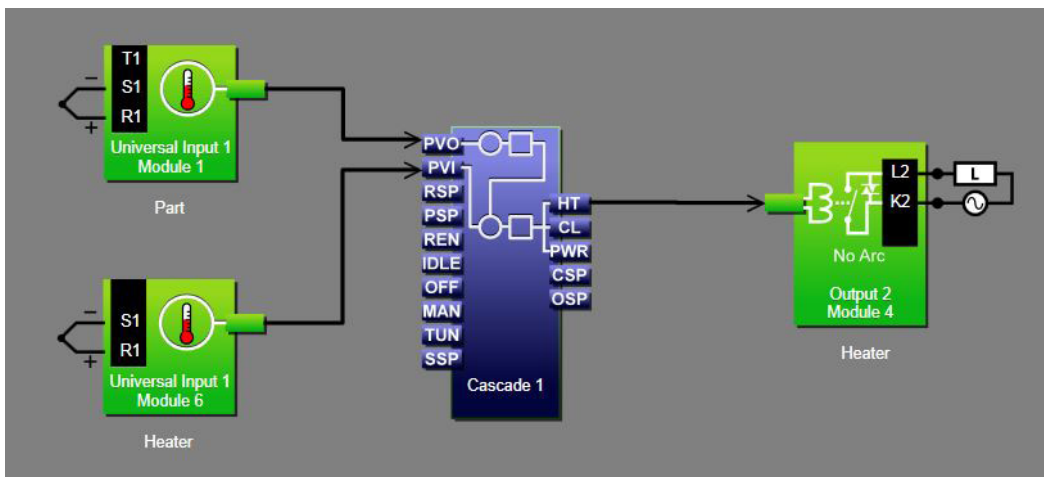 T1
S1
R1
Universal Input 1
Module 1
Part
S1
R1
Universal Input 1
Module 6
Heater
PVO
PVI
RSP
PSP
REN
IDLE
OFF
MAN
TUN
SSP
HT
CL
PWR
CSP
OSP
Cascade 1
L2
K2
L
No Arc
Output 2
Module 4
Heater